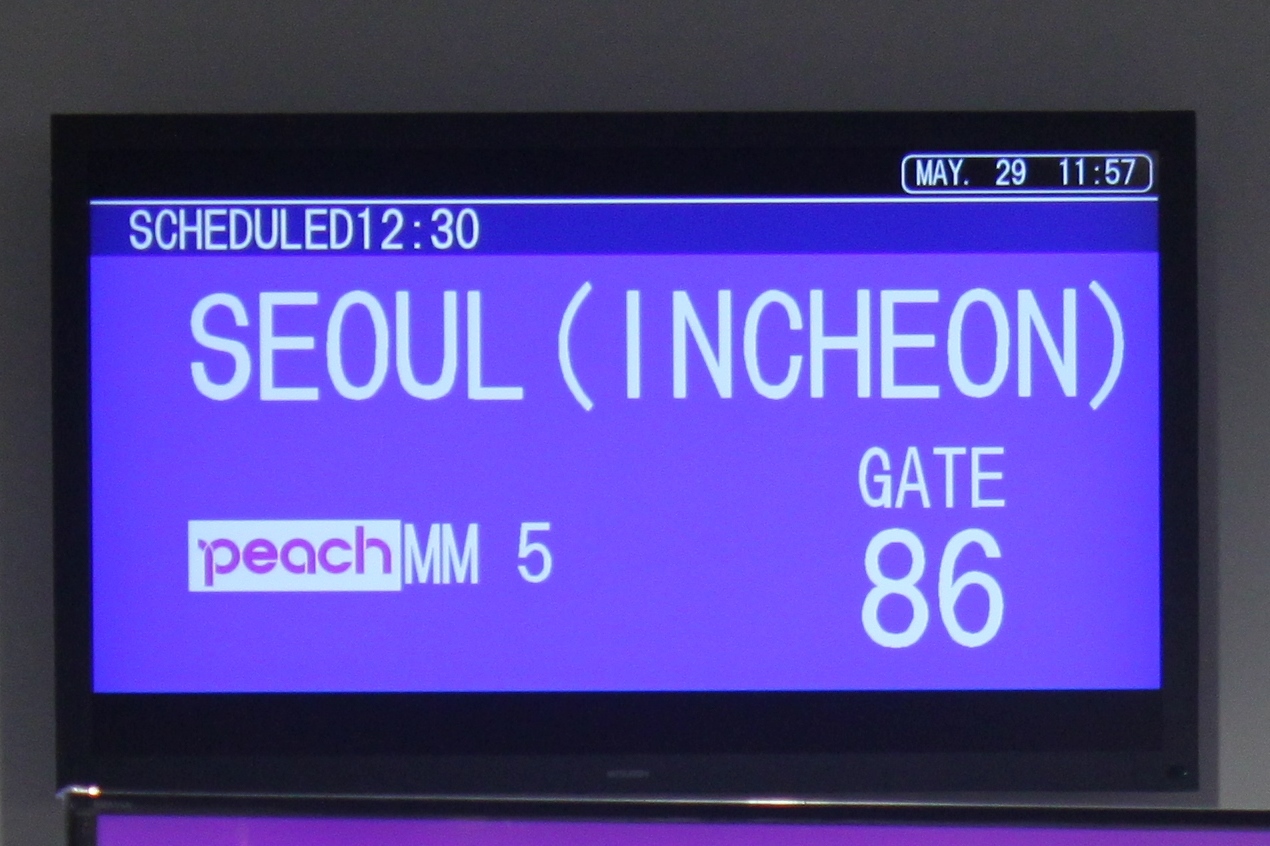 MAY. 29 11:57
SCHEDULED12:30
SEOUL(INCHEON)
GATE
peach MM 5
86